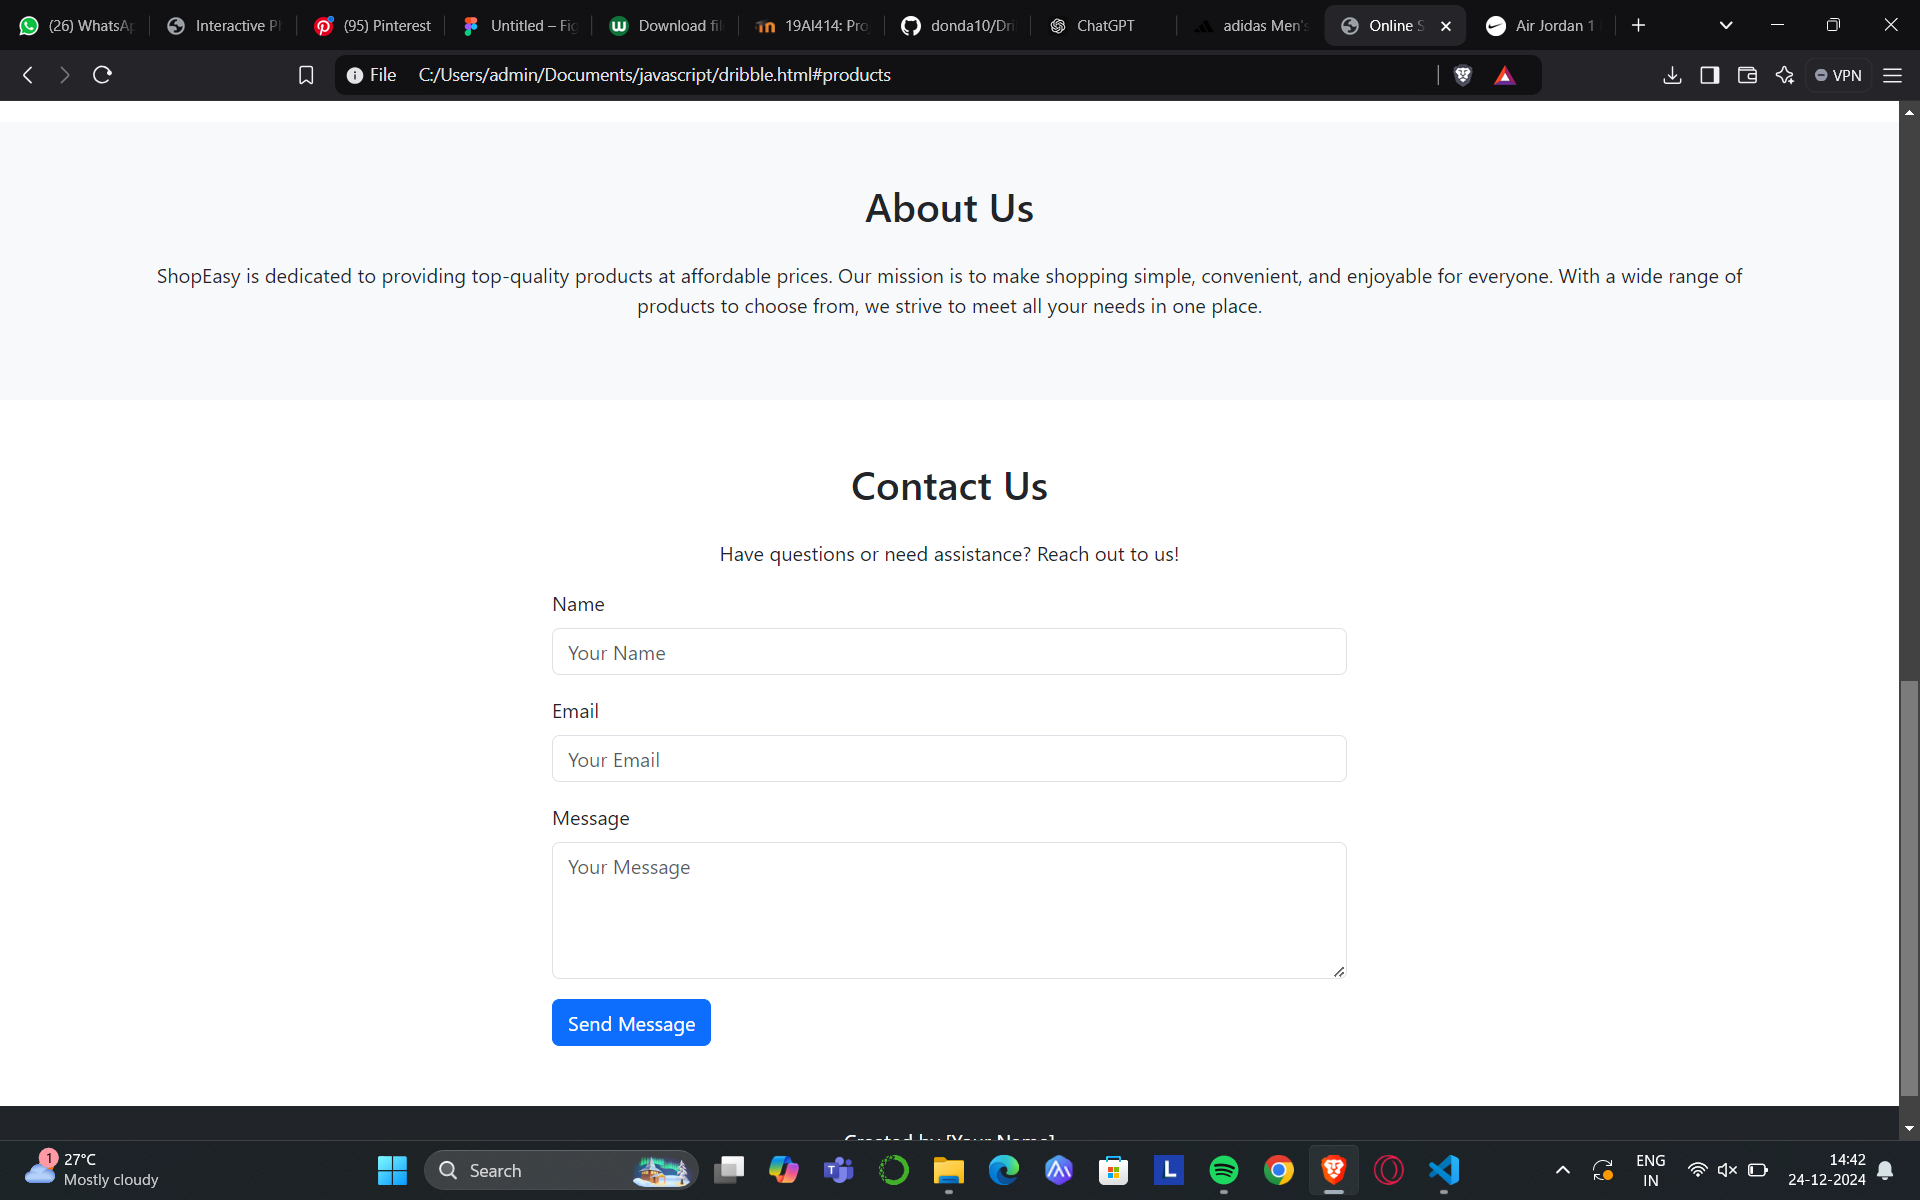 (26) WhatsAp
Interactive P
(95) Pinterest
Untitled – Fig
Download fil
19AI414: Pro
donda10/Dri
ChatGPT
adidas Men's
Online S
Air Jordan 1
File C:/Users/admin/Documents/javascript/dribble.html#products
VPN
About Us
ShopEasy is dedicated to providing top-quality products at affordable prices. Our mission is to make shopping simple, convenient, and enjoyable for everyone. With a wide range of
products to choose from, we strive to meet all your needs in one place.
Contact Us
Have questions or need assistance? Reach out to us!
Name
Your Name
Email
Your Email
Message
Your Message
Send Message
Created by [Your Name]
1
27°C
Mostly cloudy
Search
L
ENG
IN
14:42
24-12-2024